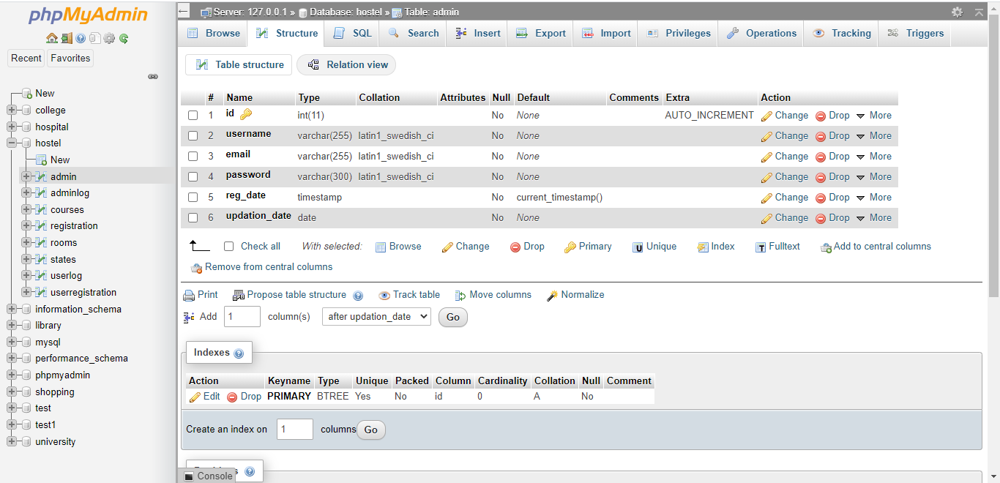 phpMyAdmin
Recent Favorites
New
college
hospital
hostel
New
admin
adminlog
courses
registration
rooms
states
userlog
userregistration
information_schema
library
mysql
performance_schema
phpmyadmin
shopping
test
test1
university
Server: 127.0.0.1 » Database: hostel » Table: admin
Browse Structure SQL Search Insert Export Import Privileges Operations Tracking Triggers
Table structure Relation view
# Name Type Collation Attributes Null Default Comments Extra Action
1 id int(11) No None AUTO_INCREMENT Change Drop More
2 username varchar(255) latin1_swedish_ci No None Change Drop More
3 email varchar(255) latin1_swedish_ci No None Change Drop More
4 password varchar(300) latin1_swedish_ci No None Change Drop More
5 reg_date timestamp No current_timestamp() Change Drop More
6 updation_date date No None Change Drop More
Check all With selected: Browse Change Drop Primary Unique Index Fulltext Add to central columns
Remove from central columns
Print Propose table structure Track table Move columns Normalize
Add 1 column(s) after updation_date Go
Indexes
Action Keyname Type Unique Packed Column Cardinality Collation Null Comment
Edit Drop PRIMARY BTREE Yes No id 0 A No
Create an index on 1 columns Go
Console